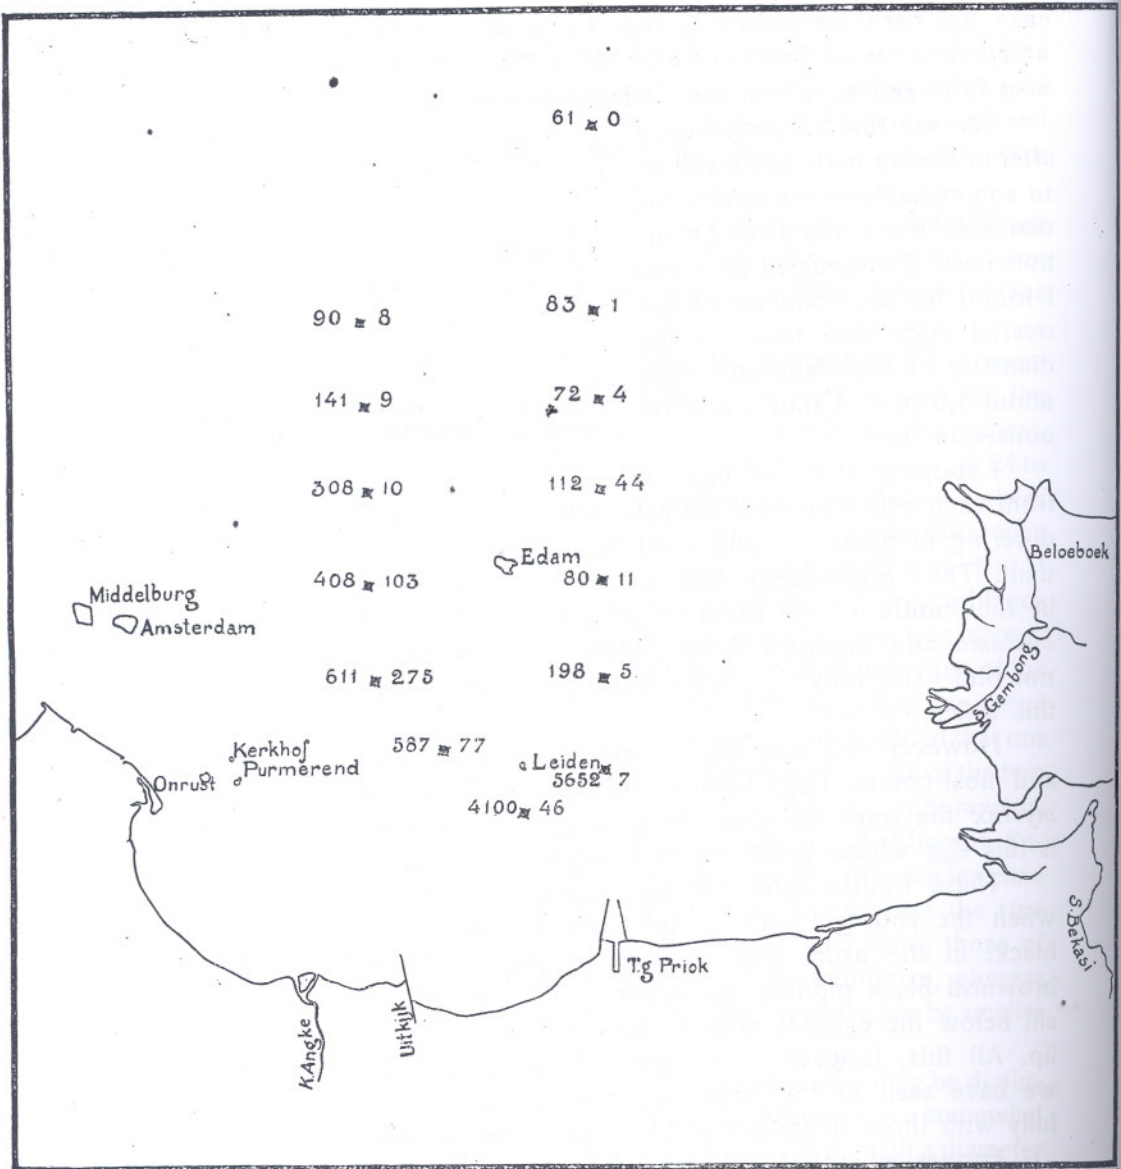 61 0
90 8
83 1
141 9
72 4
308 10
112 44
Edam
408 103
80 11
Middelburg
Amsterdam
611 275
198 5
587 77
Kerkhof
Purmerend
Onrust
Leiden
5652 7
4100 46
Beloeboek
S. Gembong
S. Bekasi
T.g Priok
Uitkijk
K. Angke